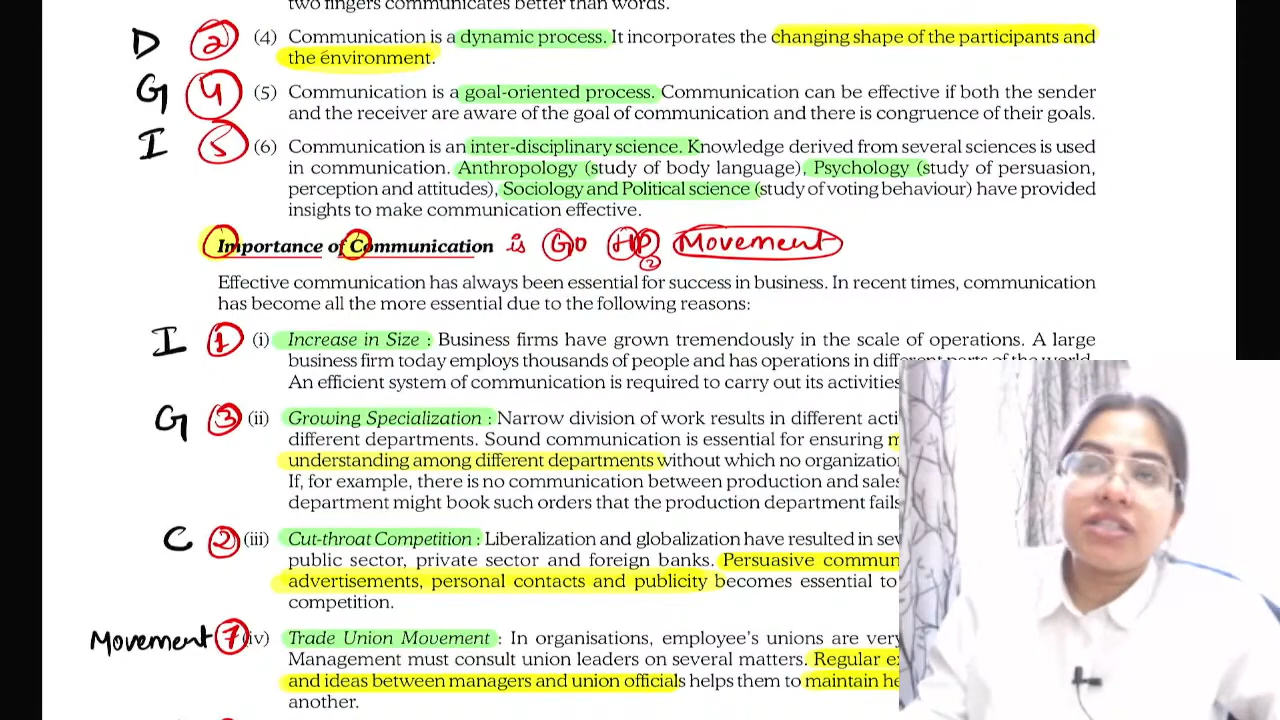 two fingers communicates better than words.
D 2 (4) Communication is a dynamic process. It incorporates the changing shape of the participants and
the environment.
G 4 (5) Communication is a goal-oriented process. Communication can be effective if both the sender
and the receiver are aware of the goal of communication and there is congruence of their goals.
I 5 (6) Communication is an inter-disciplinary science. Knowledge derived from several sciences is used
in communication. Anthropology (study of body language), Psychology (study of persuasion,
perception and attitudes), Sociology and Political science (study of voting behaviour) have provided
insights to make communication effective.
Importance of Communication is Go HP2 Movement
Effective communication has always been essential for success in business. In recent times, communication
has become all the more essential due to the following reasons:
I 1 (i) Increase in Size : Business firms have grown tremendously in the scale of operations. A large
business firm today employs thousands of people and has operations in different parts of the world.
An efficient system of communication is required to carry out its activities
G 3 (ii) Growing Specialization : Narrow division of work results in different acti
different departments. Sound communication is essential for ensuring
understanding among different departments without which no organizatio
If, for example, there is no communication between production and sales
department might book such orders that the production department fails
C 2 (iii) Cut-throat Competition : Liberalization and globalization have resulted in se
public sector, private sector and foreign banks. Persuasive commun
advertisements, personal contacts and publicity becomes essential to
competition.
Movement 7 (iv) Trade Union Movement : In organisations, employee's unions are ver
Management must consult union leaders on several matters. Regular e
and ideas between managers and union officials helps them to maintain he
another.